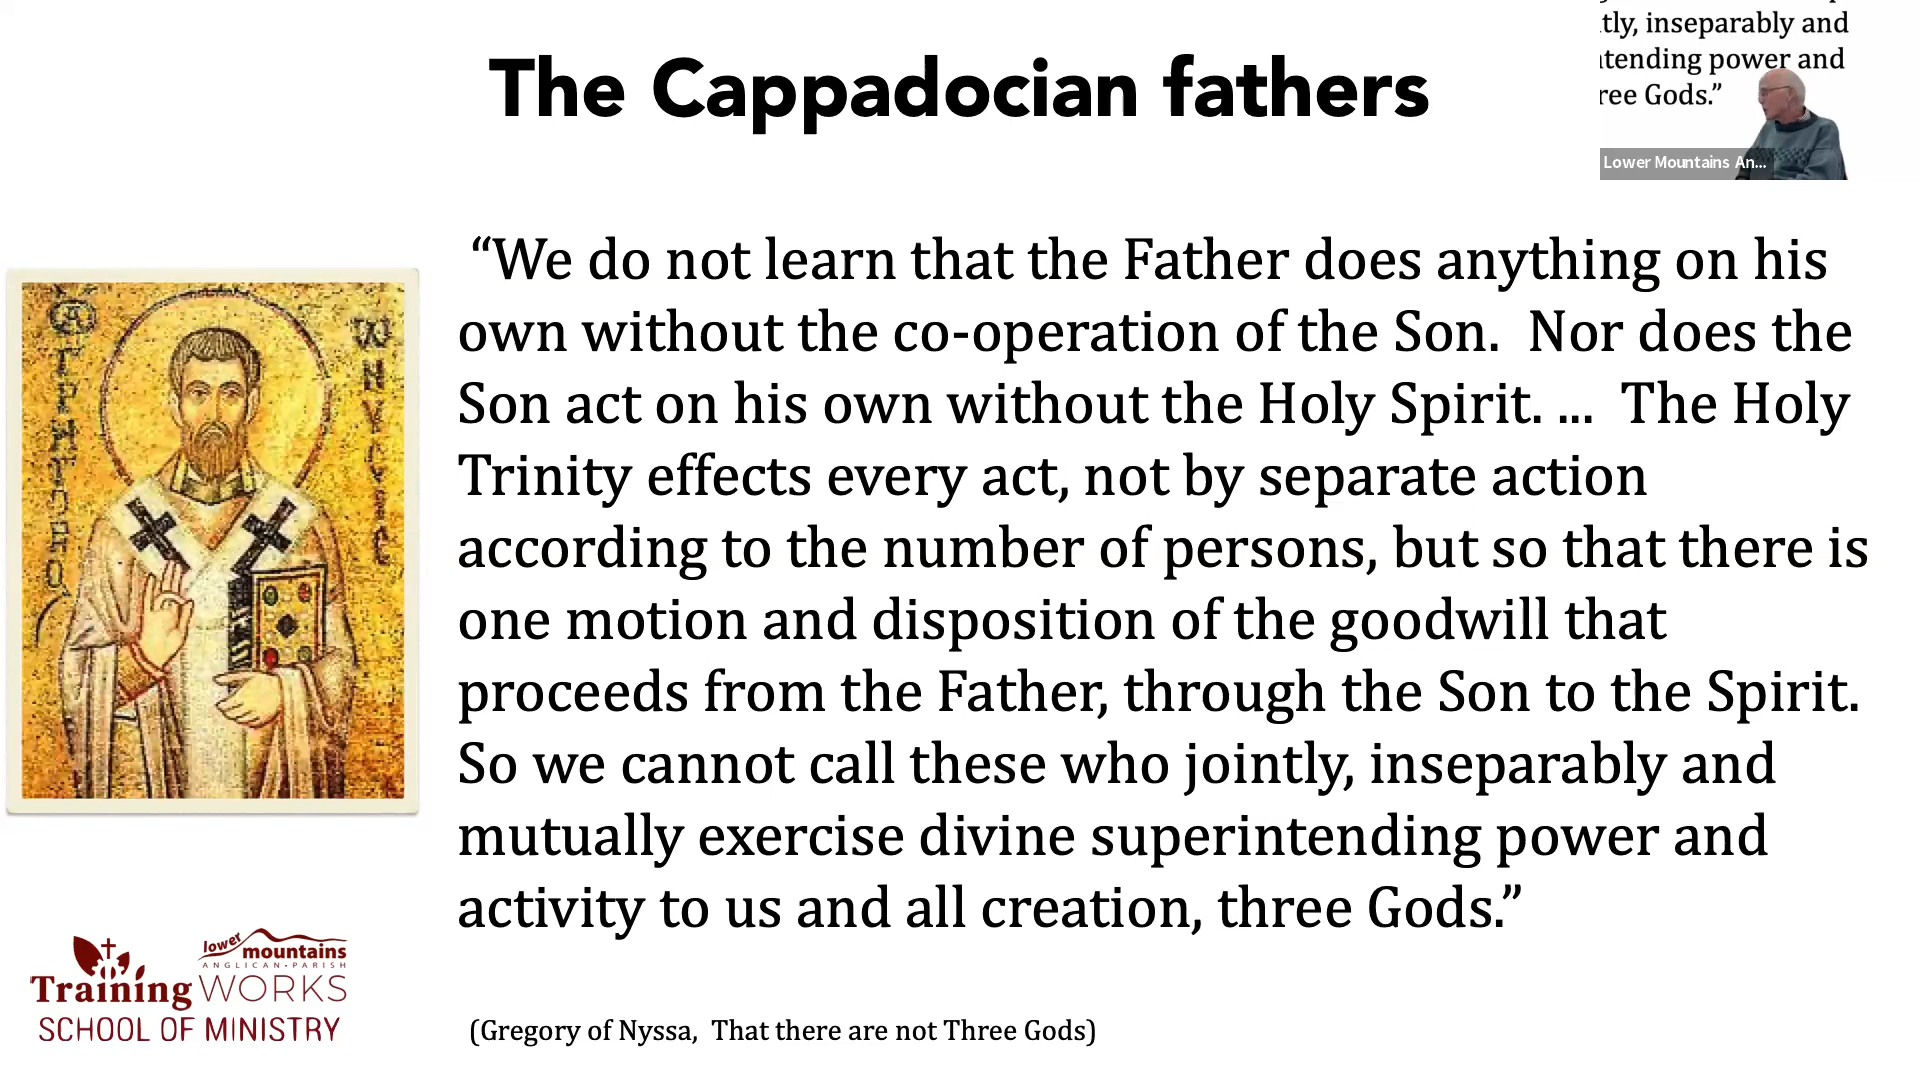 The Cappadocian fathers
tly, inseparably and
tending power and
ree Gods.”
Lower Mountains An...
“We do not learn that the Father does anything on his
own without the co-operation of the Son.  Nor does the
Son act on his own without the Holy Spirit. ...  The Holy
Trinity effects every act, not by separate action
according to the number of persons, but so that there is
one motion and disposition of the goodwill that
proceeds from the Father, through the Son to the Spirit.
So we cannot call these who jointly, inseparably and
mutually exercise divine superintending power and
activity to us and all creation, three Gods.”
(Gregory of Nyssa,  That there are not Three Gods)
lower
mountains
ANGLICAN • PARISH
Training WORKS
SCHOOL OF MINISTRY